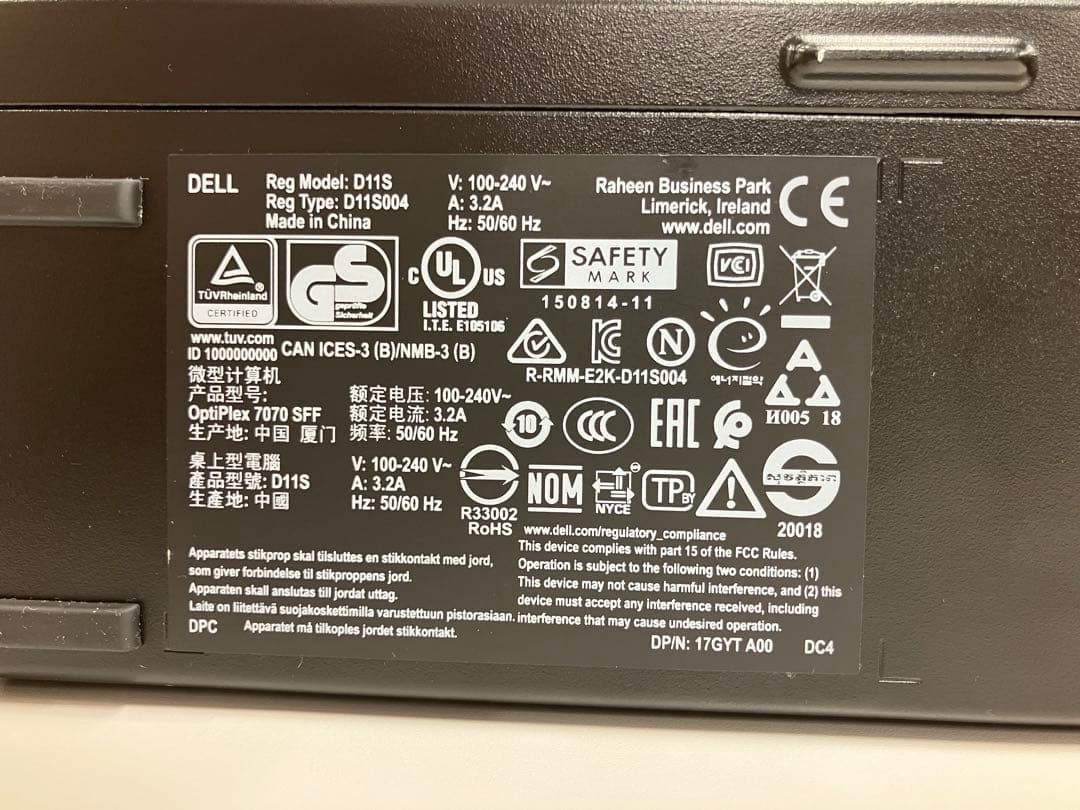 DELL
Reg Model: D11S
Reg Type: D11S004
Made in China
V: 100-240 V~
A: 3.2A
Hz: 50/60 Hz
Raheen Business Park
Limerick, Ireland
www.dell.com
CE
TÜVRheinland
CERTIFIED
www.tuv.com
ID 1000000000
GS
geprüfte
Sicherheit
c UL US
LISTED
I.T.E. E105106
S SAFETY
MARK
150814-11
VCI
CAN ICES-3 (B)/NMB-3 (B)
R-RMM-E2K-D11S004
N
에너지절약
И005 18
微型计算机
产品型号:
OptiPlex 7070 SFF
生产地: 中国 厦门
额定电压: 100-240V~
额定电流: 3.2A
频率: 50/60 Hz
10
CCC
EAC
桌上型電腦
產品型號: D11S
生產地: 中國
V: 100-240 V~
A: 3.2A
Hz: 50/60 Hz
R33002
RoHS
NOM
NYCE
TP BY
20018
www.dell.com/regulatory_compliance
Apparatets stikprop skal tilsluttes en stikkontakt med jord,
som giver forbindelse til stikproppens jord.
Apparaten skall anslutas till jordat uttag.
Laite on liitettävä suojakoskettimilla varustettuun pistorasiaan.
DPC Apparatet må tilkoples jordet stikkontakt.
This device complies with part 15 of the FCC Rules.
Operation is subject to the following two conditions: (1)
This device may not cause harmful interference, and (2) this
device must accept any interference received, including
interference that may cause undesired operation.
DP/N: 17GYT A00 DC4